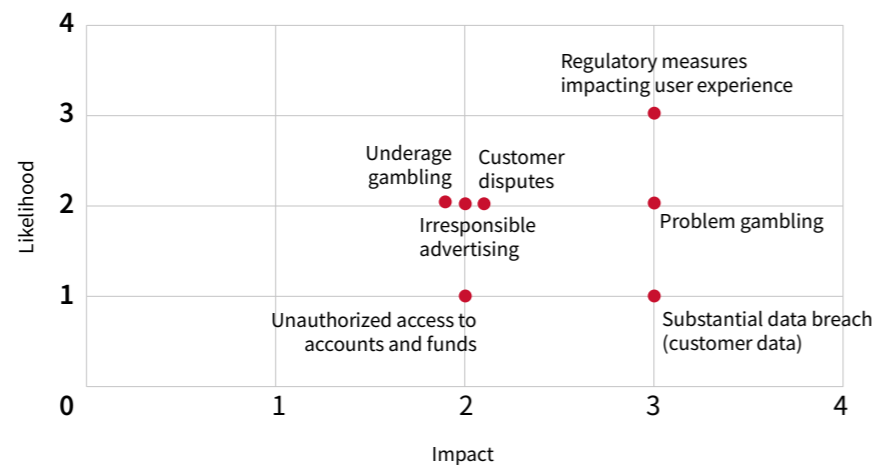 4
Regulatory measures
impacting user experience
3
Underage
gambling
Customer
disputes
Likelihood
2
Irresponsible
advertising
Problem gambling
1
Unauthorized access to
accounts and funds
Substantial data breach
(customer data)
0
1
2
3
4
Impact